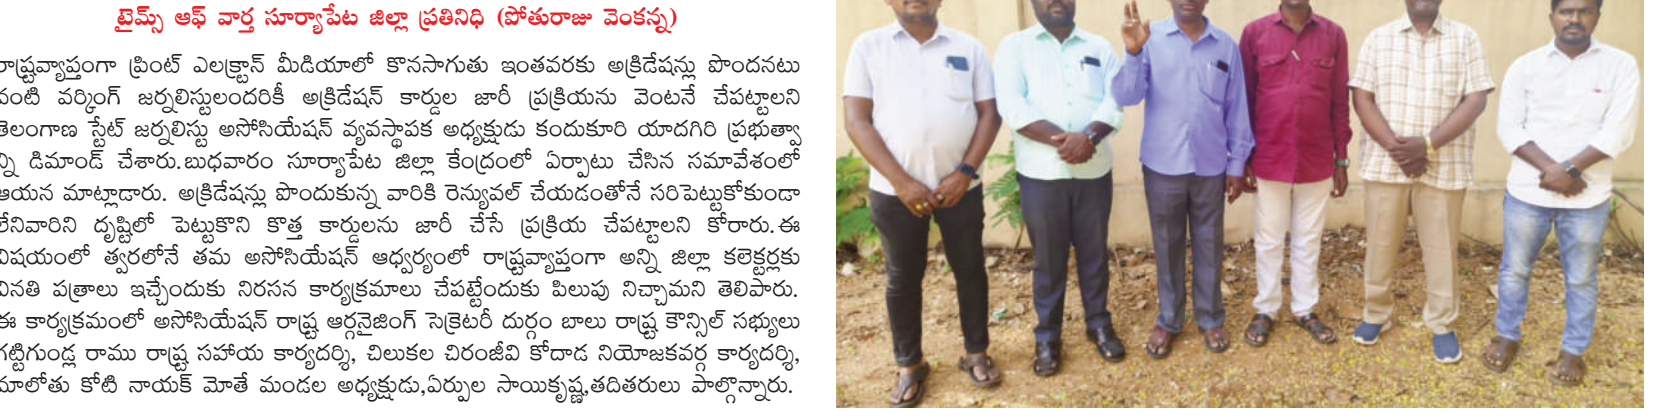 టైమ్స్ ఆఫ్ వార్త సూర్యాపేట జిల్లా ప్రతినిధి (పోతురాజు వెంకన్న)
రాష్ట్రవ్యాప్తంగా ప్రింట్ ఎలక్ట్రాన్ మీడియాలో కొనసాగుతు ఇంతవరకు అక్రిడేషన్లు పొందనటు
వంటి వర్కింగ్ జర్నలిస్టులందరికీ అక్రిడేషన్ కార్డుల జారీ ప్రక్రియను వెంటనే చేపట్టాలని
తెలంగాణ స్టేట్ జర్నలిస్టు అసోసియేషన్ వ్యవస్థాపక అధ్యక్షుడు కందుకూరి యాదగిరి ప్రభుత్వా
న్ని డిమాండ్ చేశారు.బుధవారం సూర్యాపేట జిల్లా కేంద్రంలో ఏర్పాటు చేసిన సమావేశంలో
ఆయన మాట్లాడారు. అక్రిడేషన్లు పొందుకున్న వారికి రెన్యువల్ చేయడంతోనే సరిపెట్టుకోకుండా
లేనివారిని దృష్టిలో పెట్టుకొని కొత్త కార్డులను జారీ చేసే ప్రక్రియ చేపట్టాలని కోరారు.ఈ
విషయంలో త్వరలోనే తమ అసోసియేషన్ ఆధ్వర్యంలో రాష్ట్రవ్యాప్తంగా అన్ని జిల్లా కలెక్టర్లకు
వినతి పత్రాలు ఇచ్చేందుకు నిరసన కార్యక్రమాలు చేపట్టేందుకు పిలుపు నిచ్చామని తెలిపారు.
ఈ కార్యక్రమంలో అసోసియేషన్ రాష్ట్ర ఆర్గనైజింగ్ సెక్రెటరీ దుర్గం బాలు రాష్ట్ర కౌన్సిల్ సభ్యులు
గట్టిగుండ్ల రాము రాష్ట్ర సహాయ కార్యదర్శి, చిలుకల చిరంజీవి కోదాడ నియోజకవర్గ కార్యదర్శి,
మాలోతు కోటి నాయక్ మోతే మండల అధ్యక్షుడు,ఏర్పుల సాయికృష్ణ,తదితరులు పాల్గొన్నారు.